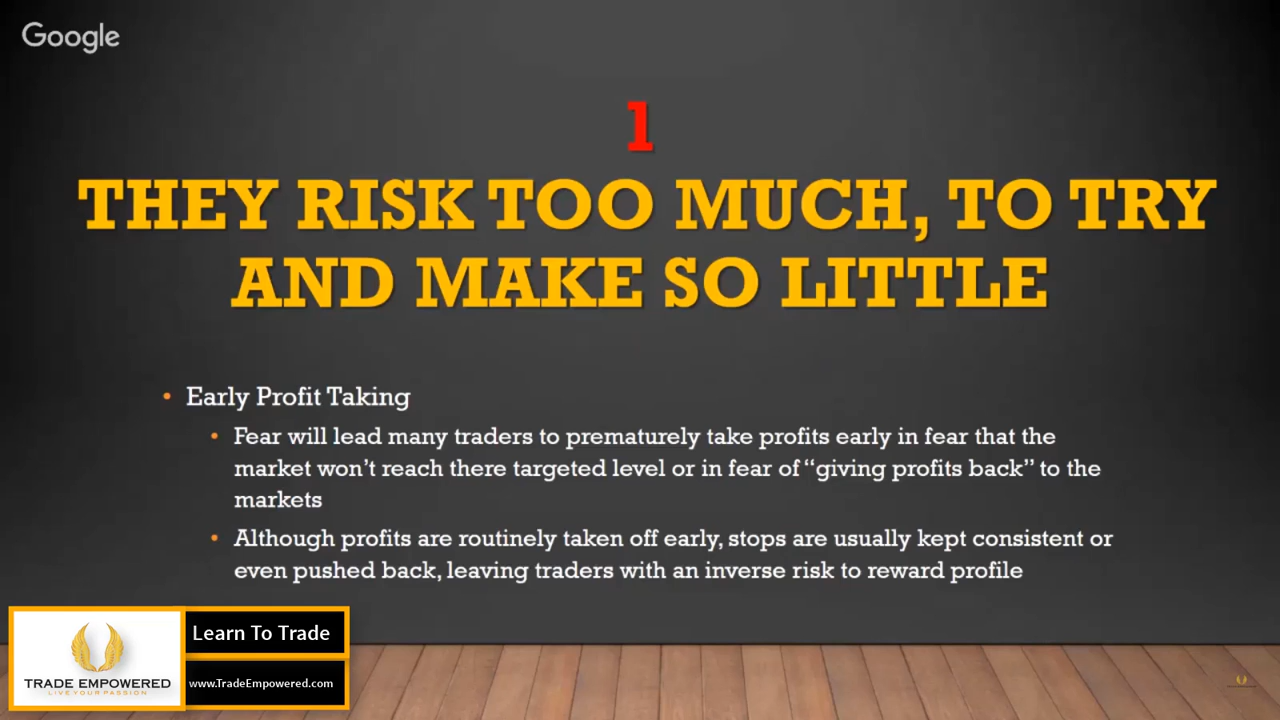 Google
1
THEY RISK TOO MUCH, TO TRY
AND MAKE SO LITTLE
• Early Profit Taking
• Fear will lead many traders to prematurely take profits early in fear that the
market won't reach there targeted level or in fear of “giving profits back” to the
markets
• Although profits are routinely taken off early, stops are usually kept consistent or
even pushed back, leaving traders with an inverse risk to reward profile
TRADE EMPOWERED
LIVE YOUR PASSION
Learn To Trade
www.TradeEmpowered.com